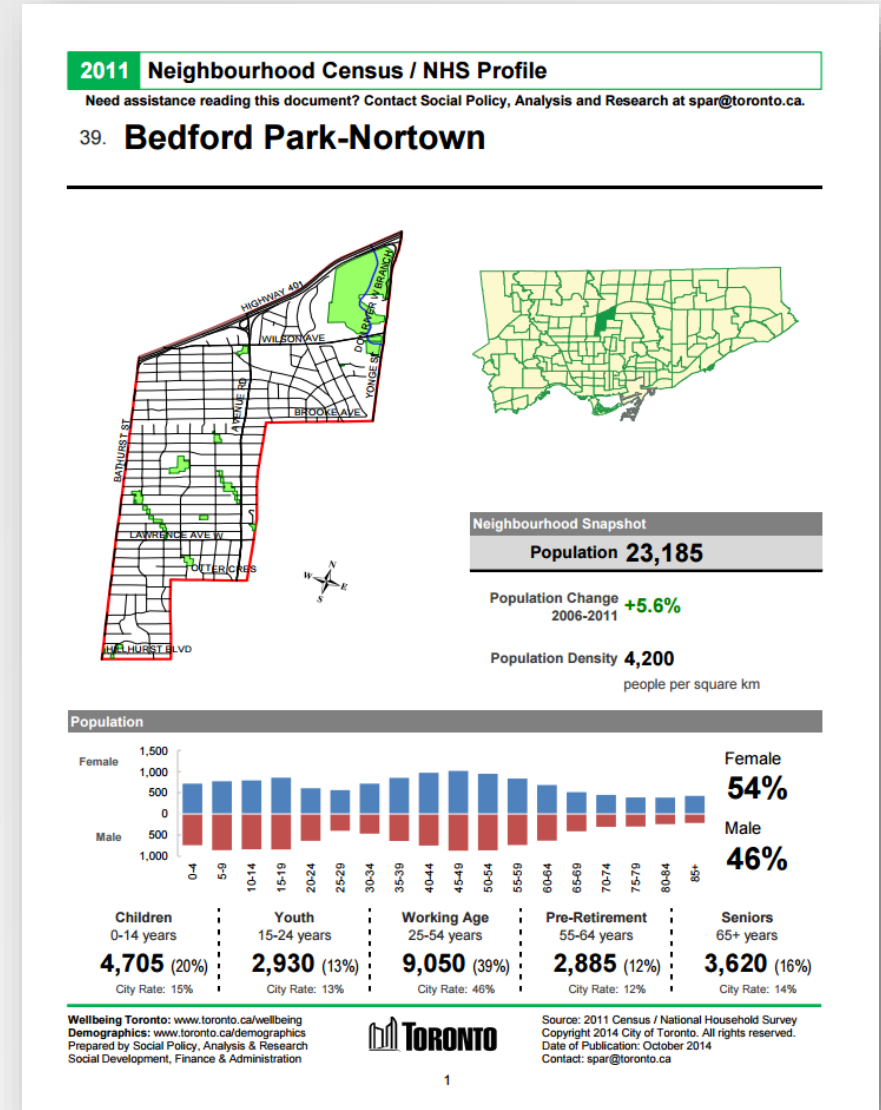 2011 Neighbourhood Census / NHS Profile
Need assistance reading this document? Contact Social Policy, Analysis and Research at spar@toronto.ca.
39. Bedford Park-Nortown
HIGHWAY 401
DON RIVER W BRANCH
WILSON AVE
YONGE ST
AVENUE RD
BROOKE AVE
BATHURST ST
LAWRENCE AVE W
OTTER CRES
HILLHURST BLVD
N
W E
S
Neighbourhood Snapshot
Population 23,185
Population Change
2006-2011 +5.6%
Population Density 4,200
people per square km
Population
Female
Male
1,500
1,000
500
0
500
1,000
0-4 5-9 10-14 15-19 20-24 25-29 30-34 35-39 40-44 45-49 50-54 55-59 60-64 65-69 70-74 75-79 80-84 85+
Female
54%
Male
46%
Children Youth Working Age Pre-Retirement Seniors
0-14 years 15-24 years 25-54 years 55-64 years 65+ years
4,705 (20%) 2,930 (13%) 9,050 (39%) 2,885 (12%) 3,620 (16%)
City Rate: 15% City Rate: 13% City Rate: 46% City Rate: 12% City Rate: 14%
Wellbeing Toronto: www.toronto.ca/wellbeing
Demographics: www.toronto.ca/demographics
Prepared by Social Policy, Analysis & Research
Social Development, Finance & Administration
TORONTO
Source: 2011 Census / National Household Survey
Copyright 2014 City of Toronto. All rights reserved.
Date of Publication: October 2014
Contact: spar@toronto.ca
1